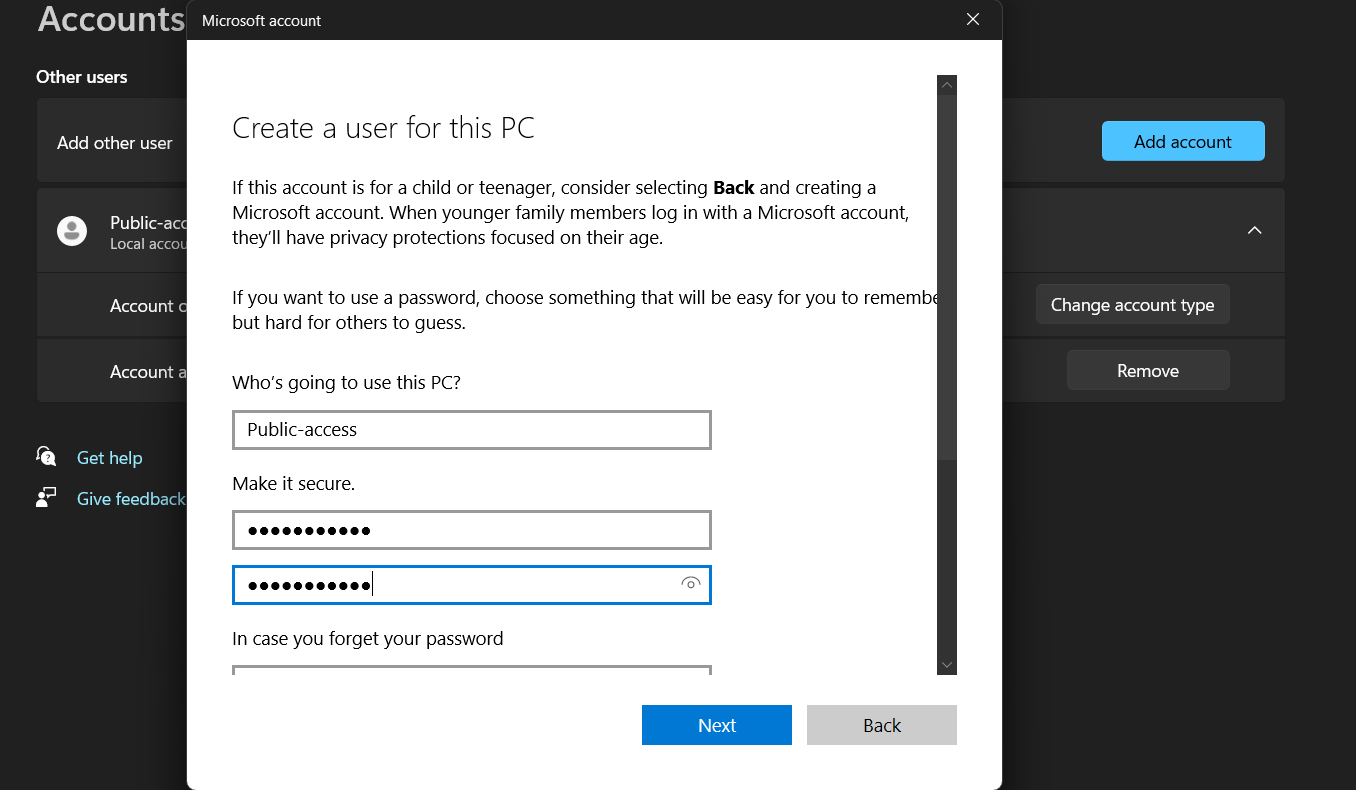 Accounts
Microsoft account
Other users
Add other user
Add account
Create a user for this PC
If this account is for a child or teenager, consider selecting Back and creating a
Microsoft account. When younger family members log in with a Microsoft account,
they’ll have privacy protections focused on their age.
If you want to use a password, choose something that will be easy for you to remembe
but hard for others to guess.
Who’s going to use this PC?
Public-access
Make it secure.
In case you forget your password
Next
Back
Public-acc
Local accou
Account o
Change account type
Account a
Remove
Get help
Give feedback